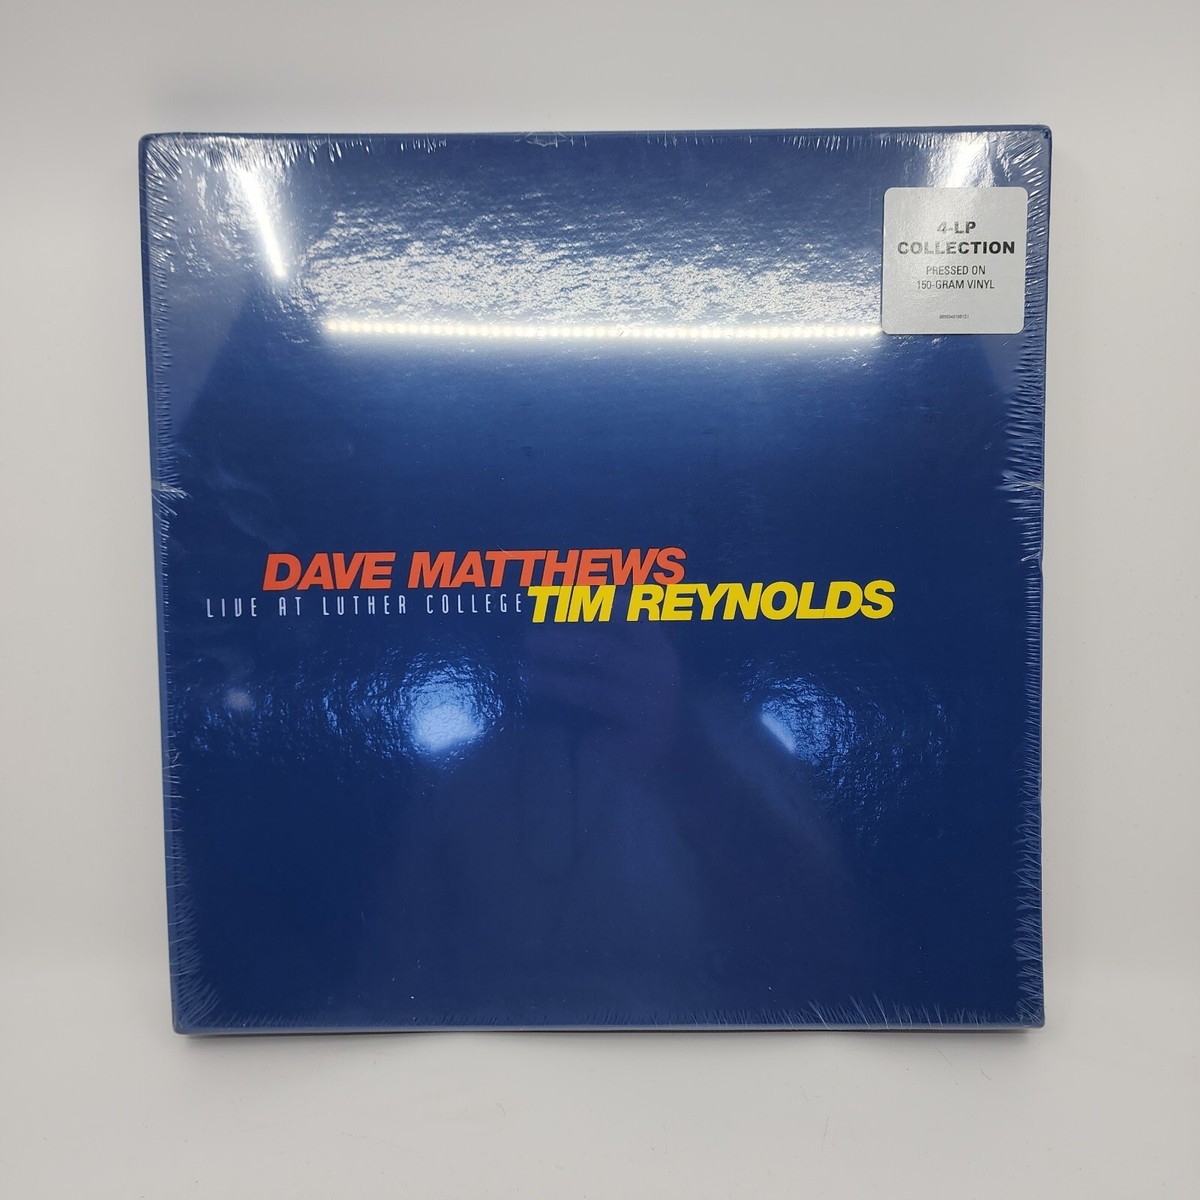 4-LP
COLLECTION
PRESSED ON
150-GRAM VINYL
DAVE MATTHEWS
LIVE AT LUTHER COLLEGE TIM REYNOLDS